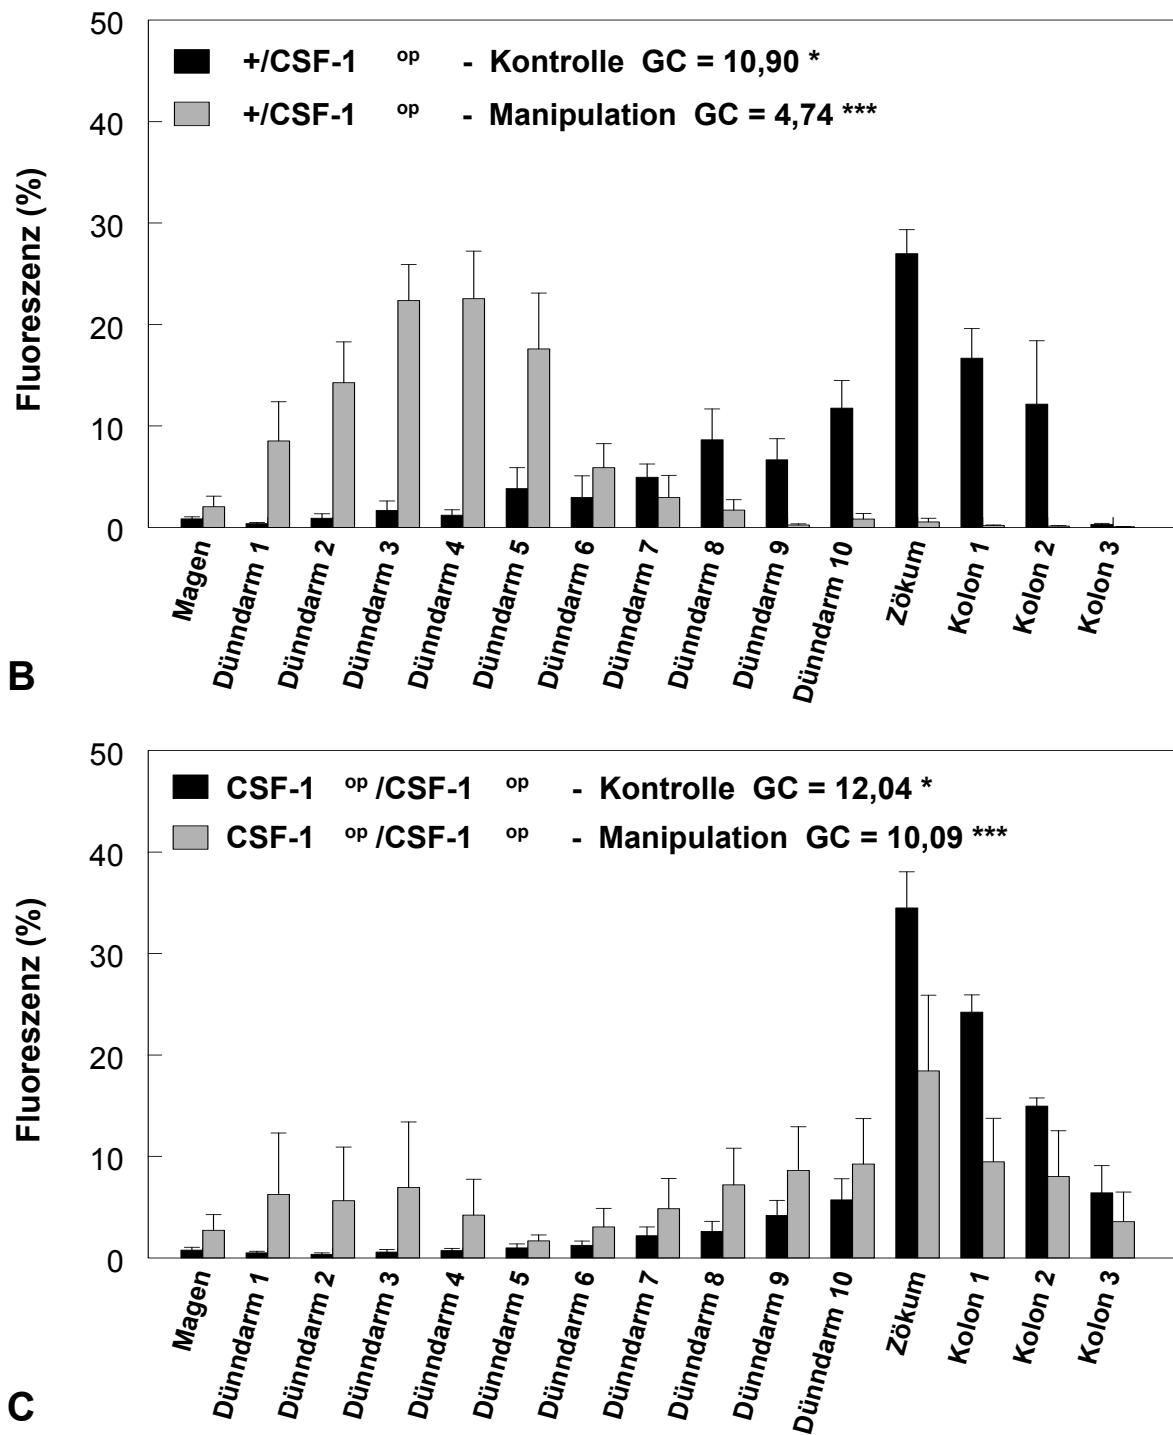 50
+/CSF-1 op - Kontrolle GC = 10,90 *
+/CSF-1 op - Manipulation GC = 4,74 ***
40
30
20
10
0
Fluoreszenz (%)
Magen
Dünndarm 1
Dünndarm 2
Dünndarm 3
Dünndarm 4
Dünndarm 5
Dünndarm 6
Dünndarm 7
Dünndarm 8
Dünndarm 9
Dünndarm 10
Zökum
Kolon 1
Kolon 2
Kolon 3
B
50
CSF-1 op /CSF-1 op - Kontrolle GC = 12,04 *
CSF-1 op /CSF-1 op - Manipulation GC = 10,09 ***
40
30
20
10
0
Fluoreszenz (%)
Magen
Dünndarm 1
Dünndarm 2
Dünndarm 3
Dünndarm 4
Dünndarm 5
Dünndarm 6
Dünndarm 7
Dünndarm 8
Dünndarm 9
Dünndarm 10
Zökum
Kolon 1
Kolon 2
Kolon 3
C